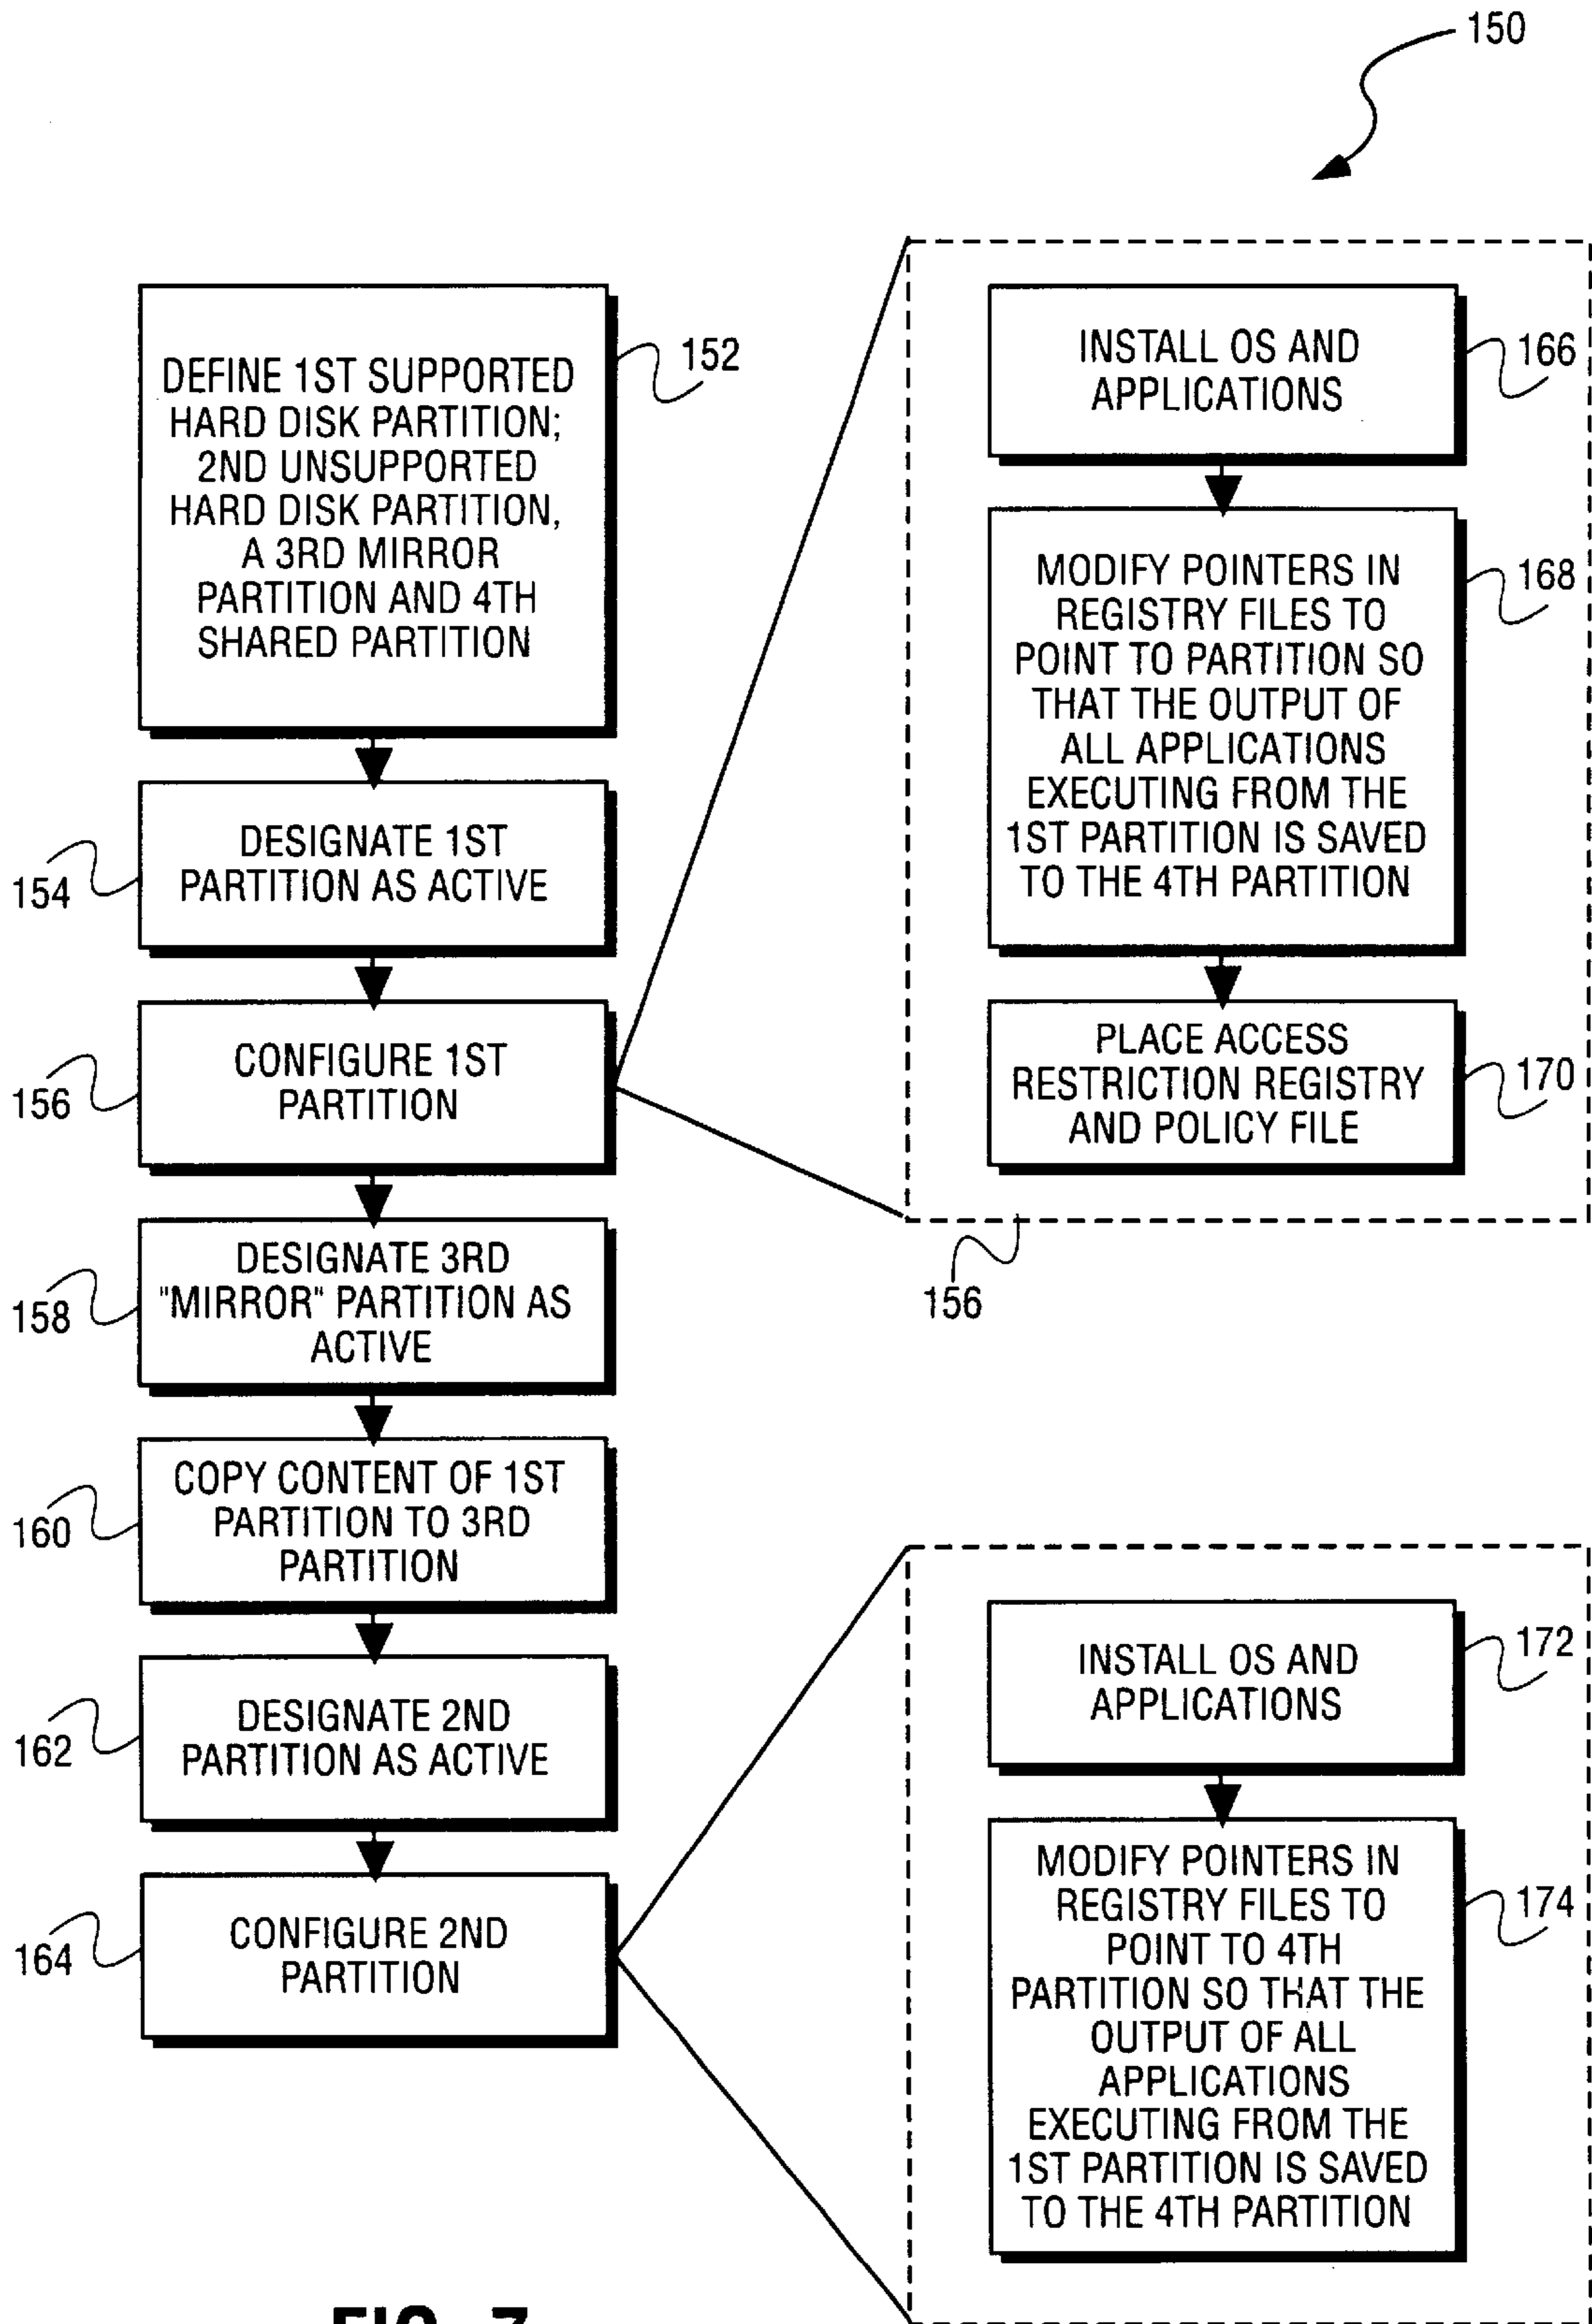 150
DEFINE 1ST SUPPORTED
HARD DISK PARTITION;
2ND UNSUPPORTED
HARD DISK PARTITION,
A 3RD MIRROR
PARTITION AND 4TH
SHARED PARTITION
152
DESIGNATE 1ST
PARTITION AS ACTIVE
154
CONFIGURE 1ST
PARTITION
156
DESIGNATE 3RD
"MIRROR" PARTITION AS
ACTIVE
158
COPY CONTENT OF 1ST
PARTITION TO 3RD
PARTITION
160
DESIGNATE 2ND
PARTITION AS ACTIVE
162
CONFIGURE 2ND
PARTITION
164
INSTALL OS AND
APPLICATIONS
166
MODIFY POINTERS IN
REGISTRY FILES TO
POINT TO PARTITION SO
THAT THE OUTPUT OF
ALL APPLICATIONS
EXECUTING FROM THE
1ST PARTITION IS SAVED
TO THE 4TH PARTITION
168
PLACE ACCESS
RESTRICTION REGISTRY
AND POLICY FILE
170
156
INSTALL OS AND
APPLICATIONS
172
MODIFY POINTERS IN
REGISTRY FILES TO
POINT TO 4TH
PARTITION SO THAT THE
OUTPUT OF ALL
APPLICATIONS
EXECUTING FROM THE
1ST PARTITION IS SAVED
TO THE 4TH PARTITION
174
FIG.